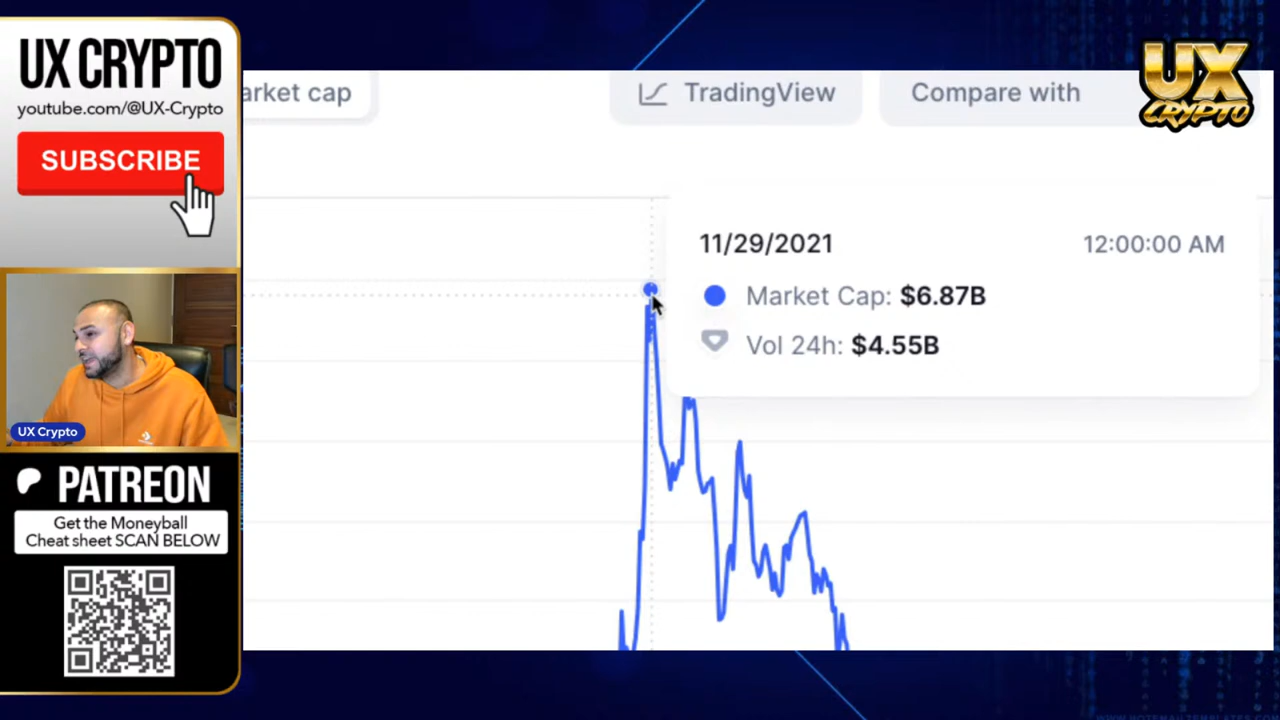 UX CRYPTO
youtube.com/@UX-Crypto
SUBSCRIBE
UX Crypto
PATREON
Get the Moneyball
Cheat sheet SCAN BELOW
arket cap
TradingView
Compare with
UX
CRYPTO
11/29/2021 12:00:00 AM
Market Cap: $6.87B
Vol 24h: $4.55B